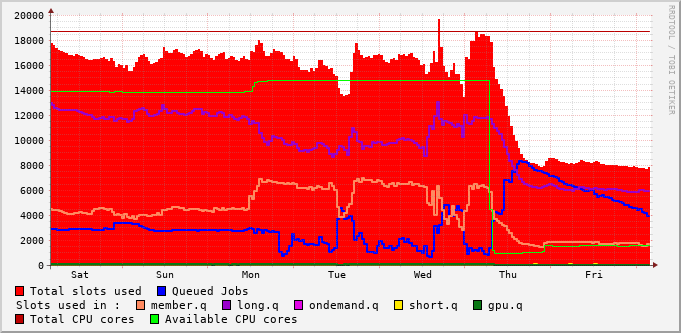 20000
18000
16000
14000
12000
10000
8000
6000
4000
2000
0
Sat Sun Mon Tue Wed Thu Fri
RRDTOOL / TOBI OETIKER
Total slots used Queued Jobs
Slots used in : member.q long.q ondemand.q short.q gpu.q
Total CPU cores Available CPU cores